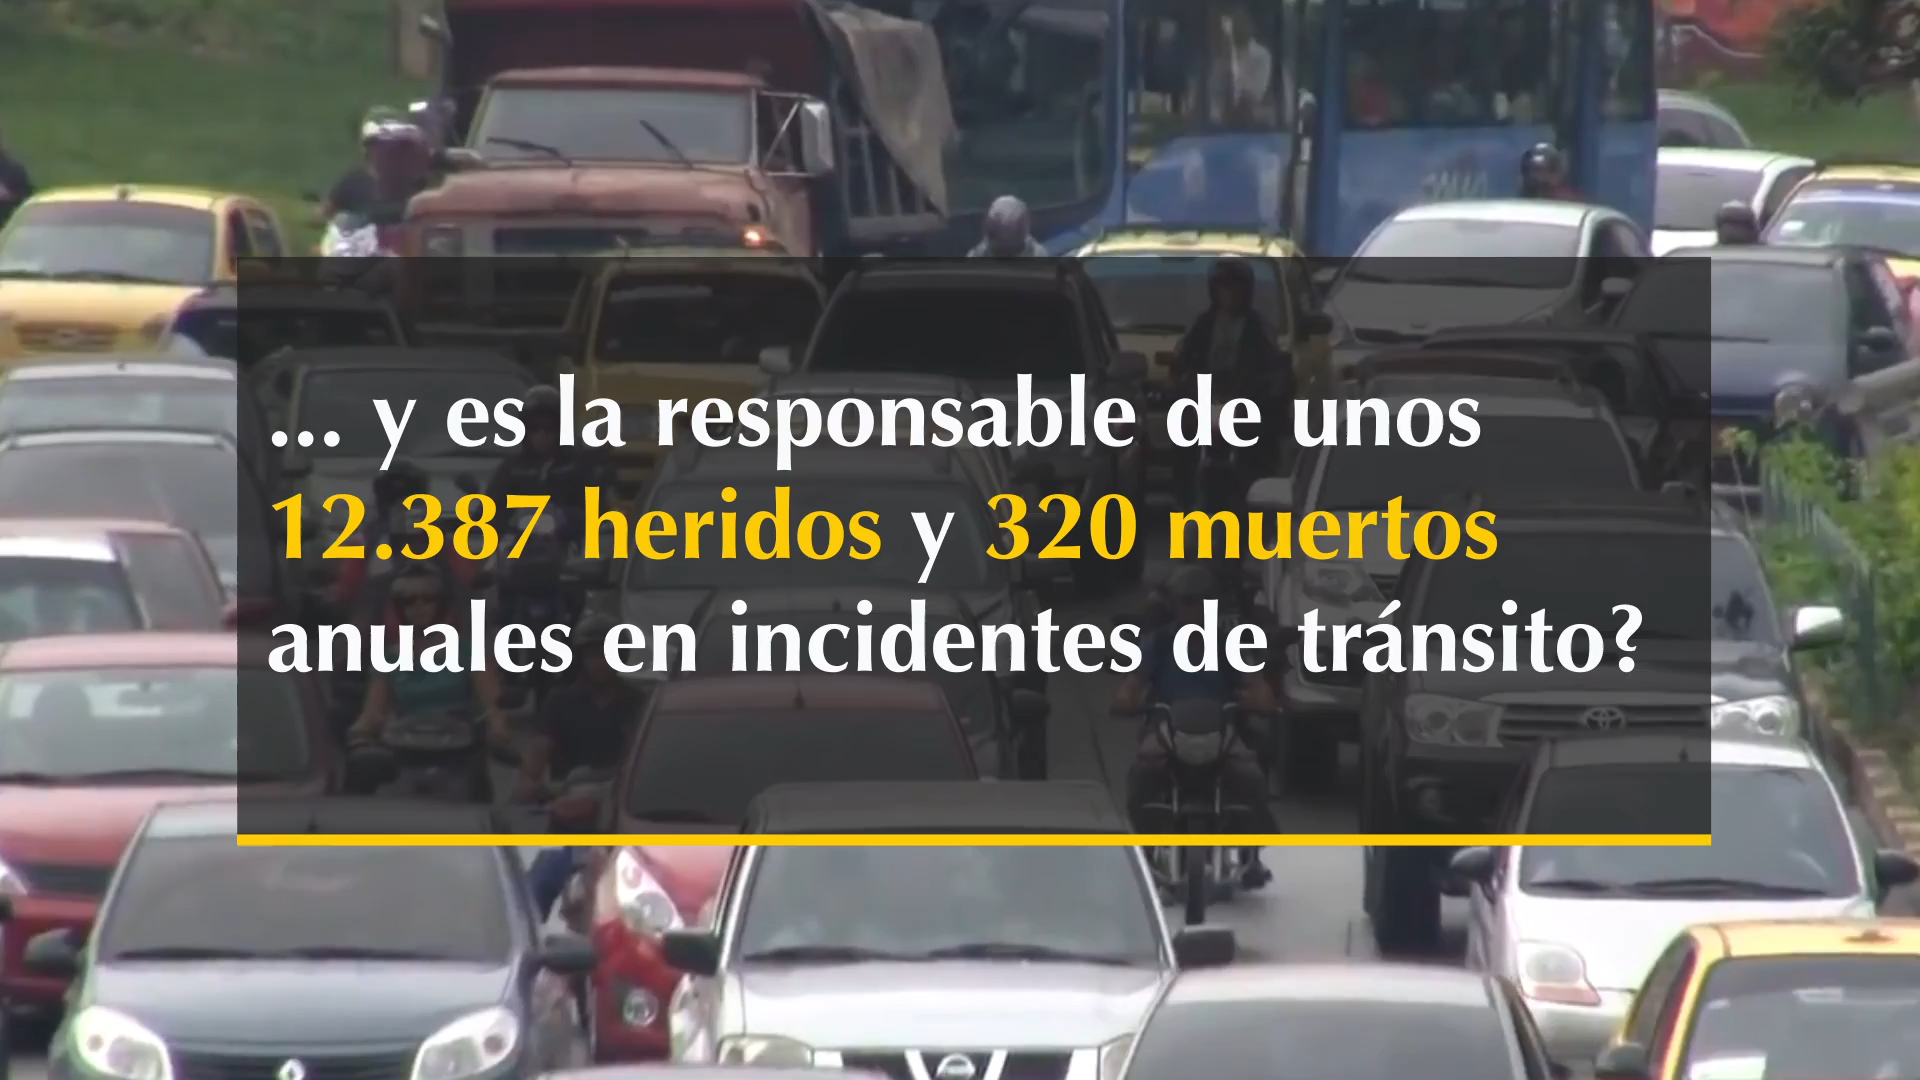 ... y es la responsable de unos
12.387 heridos y 320 muertos
anuales en incidentes de tránsito?